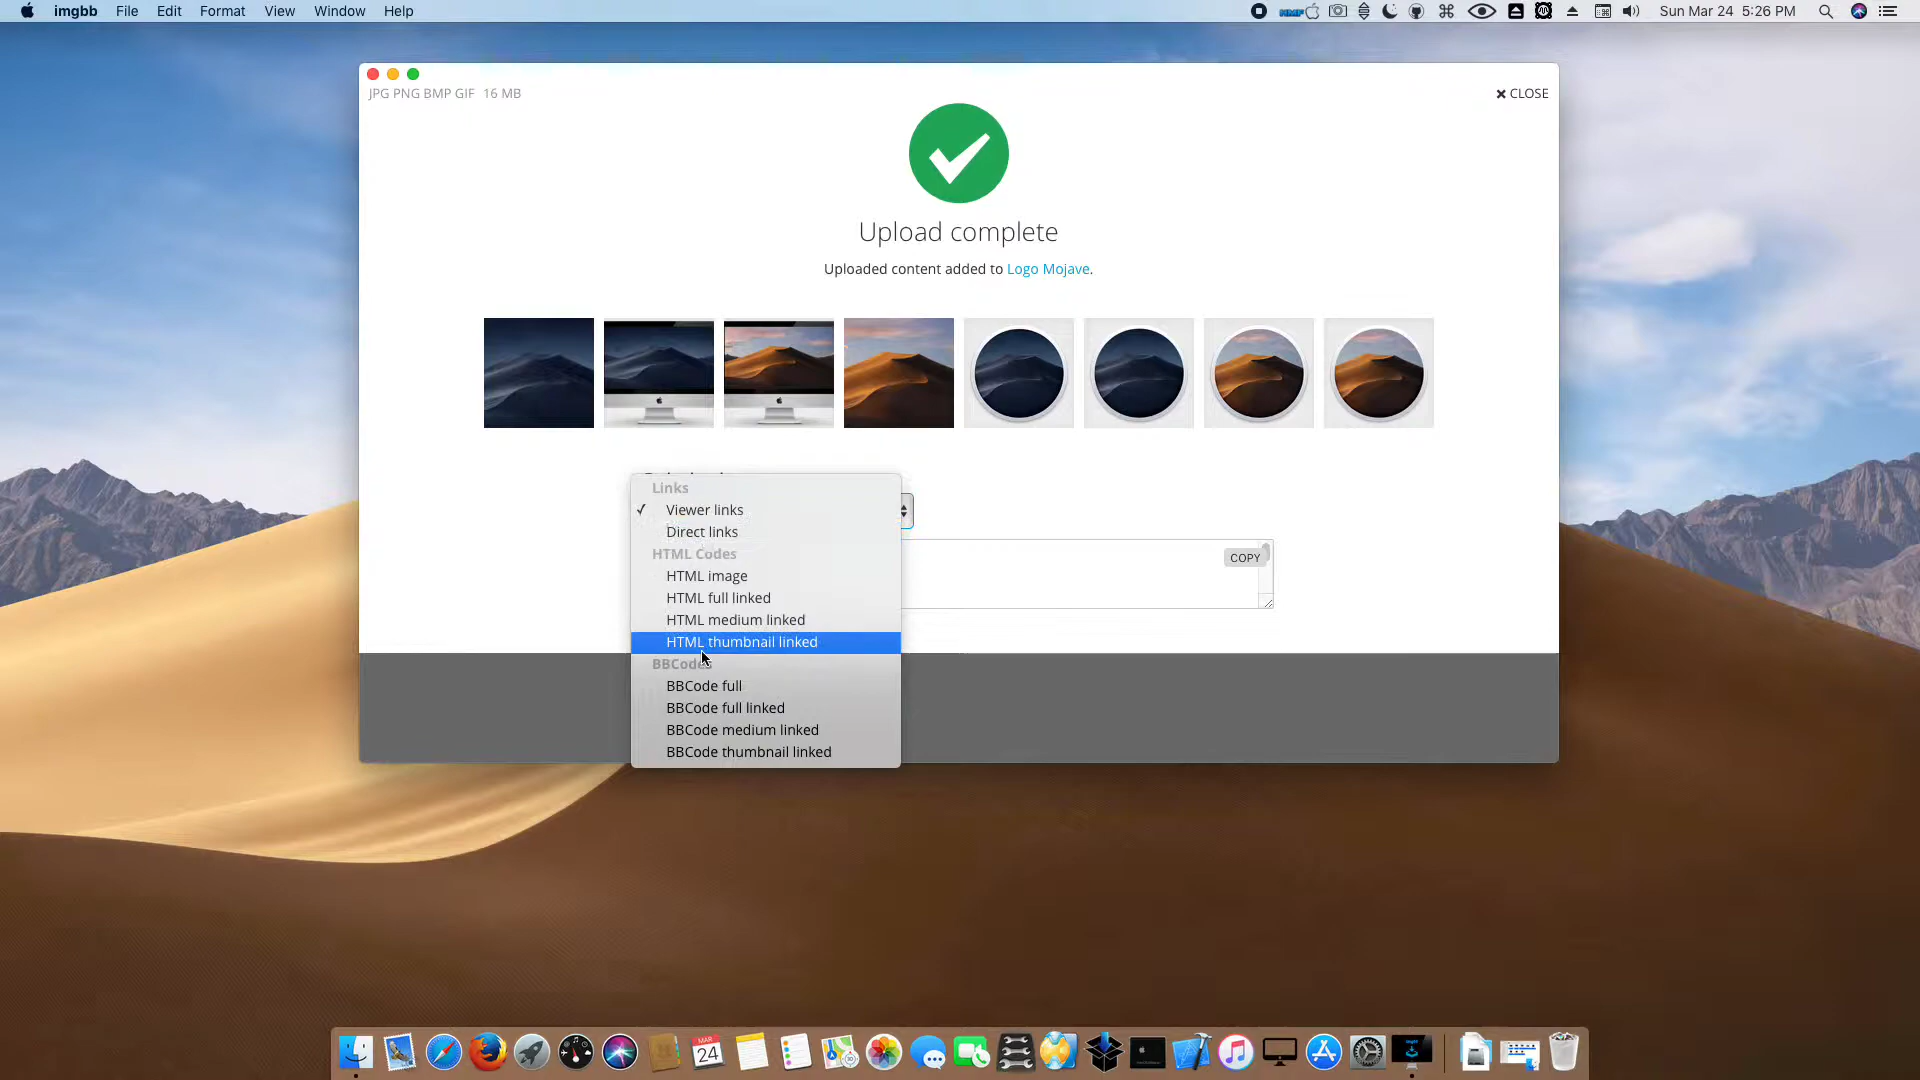 imgbb File Edit Format View Window Help
Sun Mar 24 5:26 PM
JPG PNG BMP GIF 16 MB
CLOSE
Upload complete
Uploaded content added to Logo Mojave.
Links
✓ Viewer links
Direct links
HTML Codes
HTML image
HTML full linked
HTML medium linked
HTML thumbnail linked
BBCodes
BBCode full
BBCode full linked
BBCode medium linked
BBCode thumbnail linked
COPY
MAR
24